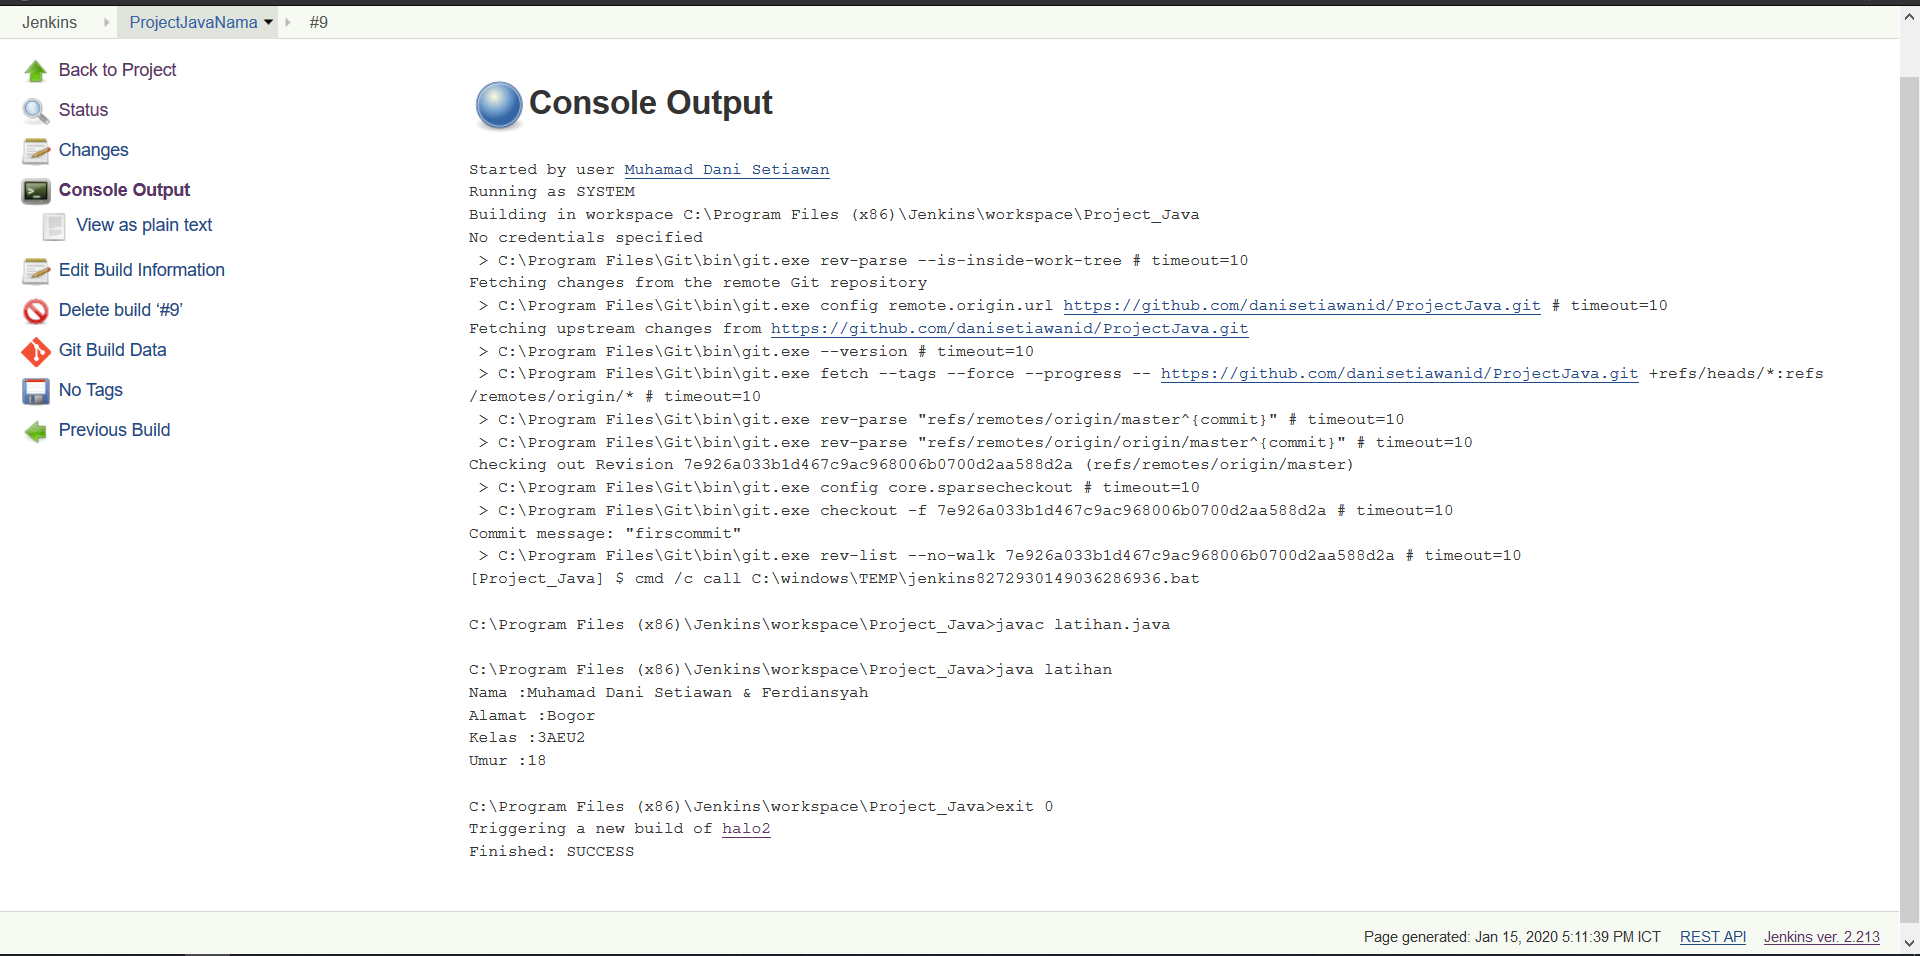 Jenkins ProjectJavaNama #9
Back to Project
Status
Changes
Console Output
View as plain text
Edit Build Information
Delete build ‘#9’
Git Build Data
No Tags
Previous Build
Console Output
Started by user Muhamad Dani Setiawan
Running as SYSTEM
Building in workspace C:\Program Files (x86)\Jenkins\workspace\Project_Java
No credentials specified
 > C:\Program Files\Git\bin\git.exe rev-parse --is-inside-work-tree # timeout=10
Fetching changes from the remote Git repository
 > C:\Program Files\Git\bin\git.exe config remote.origin.url https://github.com/danisetiawanid/ProjectJava.git # timeout=10
Fetching upstream changes from https://github.com/danisetiawanid/ProjectJava.git
 > C:\Program Files\Git\bin\git.exe --version # timeout=10
 > C:\Program Files\Git\bin\git.exe fetch --tags --force --progress -- https://github.com/danisetiawanid/ProjectJava.git +refs/heads/*:refs
/remotes/origin/* # timeout=10
 > C:\Program Files\Git\bin\git.exe rev-parse "refs/remotes/origin/master^{commit}" # timeout=10
 > C:\Program Files\Git\bin\git.exe rev-parse "refs/remotes/origin/origin/master^{commit}" # timeout=10
Checking out Revision 7e926a033b1d467c9ac968006b0700d2aa588d2a (refs/remotes/origin/master)
 > C:\Program Files\Git\bin\git.exe config core.sparsecheckout # timeout=10
 > C:\Program Files\Git\bin\git.exe checkout -f 7e926a033b1d467c9ac968006b0700d2aa588d2a # timeout=10
Commit message: "firscommit"
 > C:\Program Files\Git\bin\git.exe rev-list --no-walk 7e926a033b1d467c9ac968006b0700d2aa588d2a # timeout=10
[Project_Java] $ cmd /c call C:\windows\TEMP\jenkins8272930149036286936.bat
C:\Program Files (x86)\Jenkins\workspace\Project_Java>javac latihan.java
C:\Program Files (x86)\Jenkins\workspace\Project_Java>java latihan
Nama :Muhamad Dani Setiawan & Ferdiansyah
Alamat :Bogor
Kelas :3AEU2
Umur :18
C:\Program Files (x86)\Jenkins\workspace\Project_Java>exit 0
Triggering a new build of halo2
Finished: SUCCESS
Page generated: Jan 15, 2020 5:11:39 PM ICT REST API Jenkins ver. 2.213